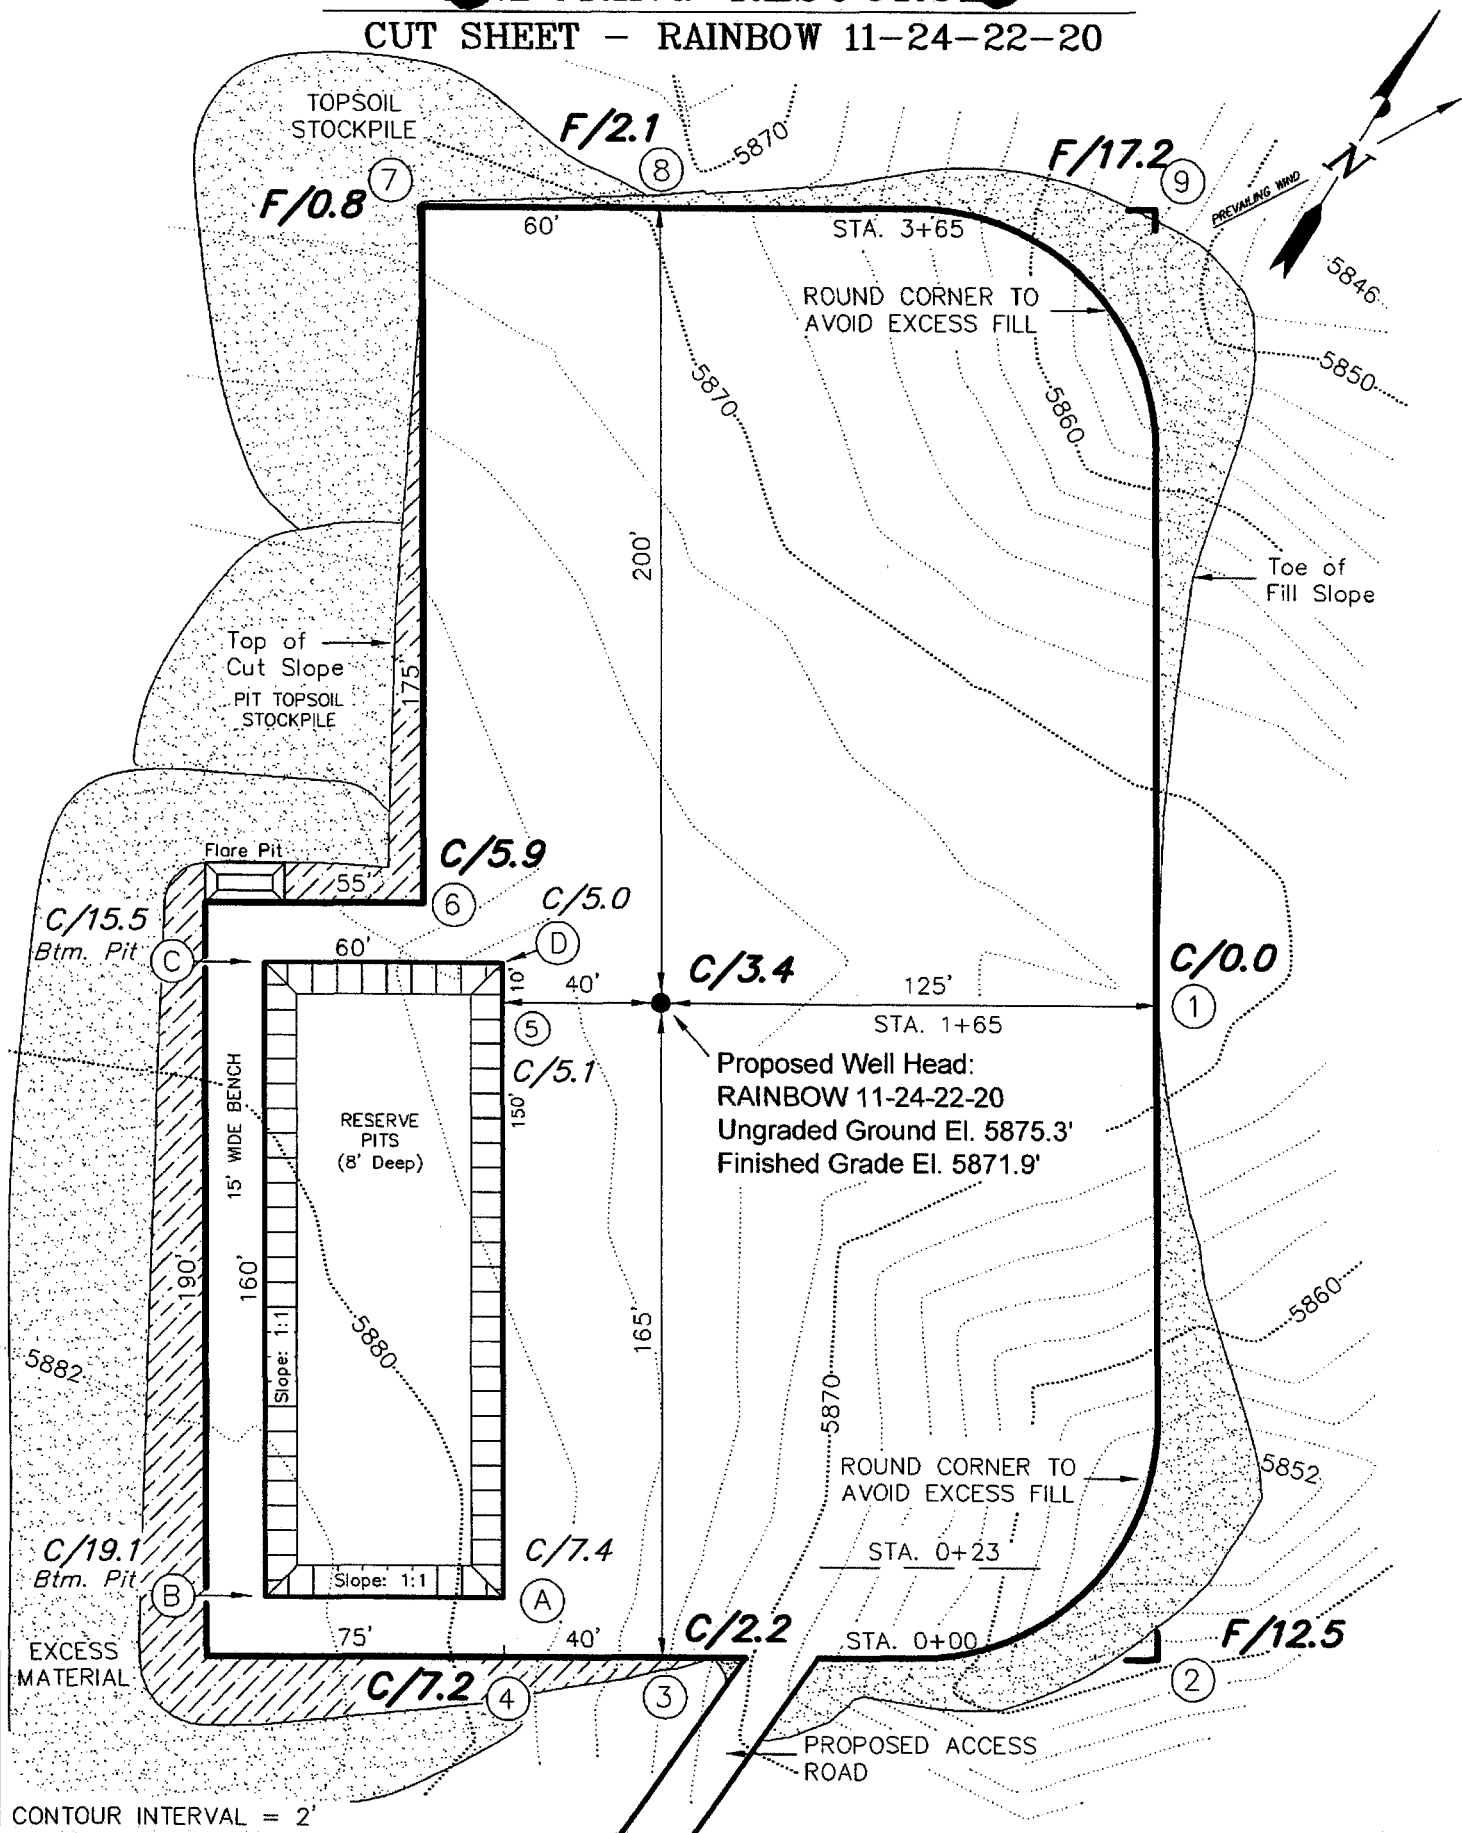 CUT SHEET - RAINBOW 11-24-22-20
TOPSOIL
STOCKPILE
F/2.1
8
5870
F/17.2
9
N
PREVAILING WIND
7
F/0.8
60'
STA. 3+65
5846
ROUND CORNER TO
AVOID EXCESS FILL
5850
5870
5860
200'
Toe of
Fill Slope
Top of
Cut Slope
175'
PIT TOPSOIL
STOCKPILE
Flare Pit
C/5.9
55'
6
C/5.0
C/15.5
Btm. Pit
C
60'
D
C/3.4
C/0.0
10'
40'
125'
1
5
STA. 1+65
C/5.1
Proposed Well Head:
RAINBOW 11-24-22-20
Ungraded Ground El. 5875.3'
Finished Grade El. 5871.9'
15' WIDE BENCH
150'
RESERVE
PITS
(8' Deep)
190'
160'
165'
5860
5880
5882
Slope: 1:1
5870
ROUND CORNER TO
AVOID EXCESS FILL
5852
C/19.1
Btm. Pit
B
C/7.4
STA. 0+23
Slope: 1:1
A
EXCESS
MATERIAL
75'
40'
C/2.2
STA. 0+00
F/12.5
C/7.2
4
3
2
PROPOSED ACCESS
ROAD
CONTOUR INTERVAL = 2'